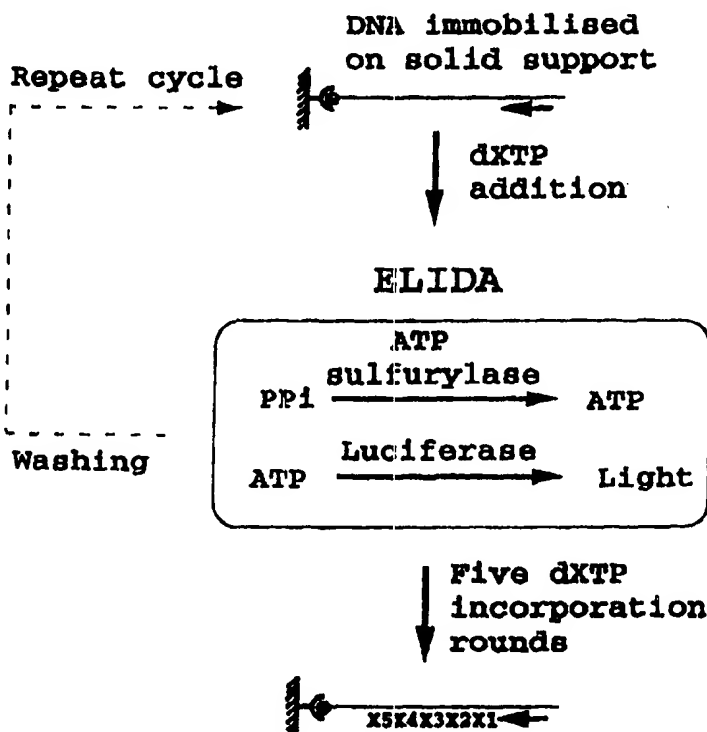 DNA immobilised
on solid support
Repeat cycle
dXTP
addition
ELIDA
ATP
sulfurylase
PPi
ATP
Luciferase
ATP
Light
Washing
Five dXTP
incorporation
rounds
X5X4X3X2X1